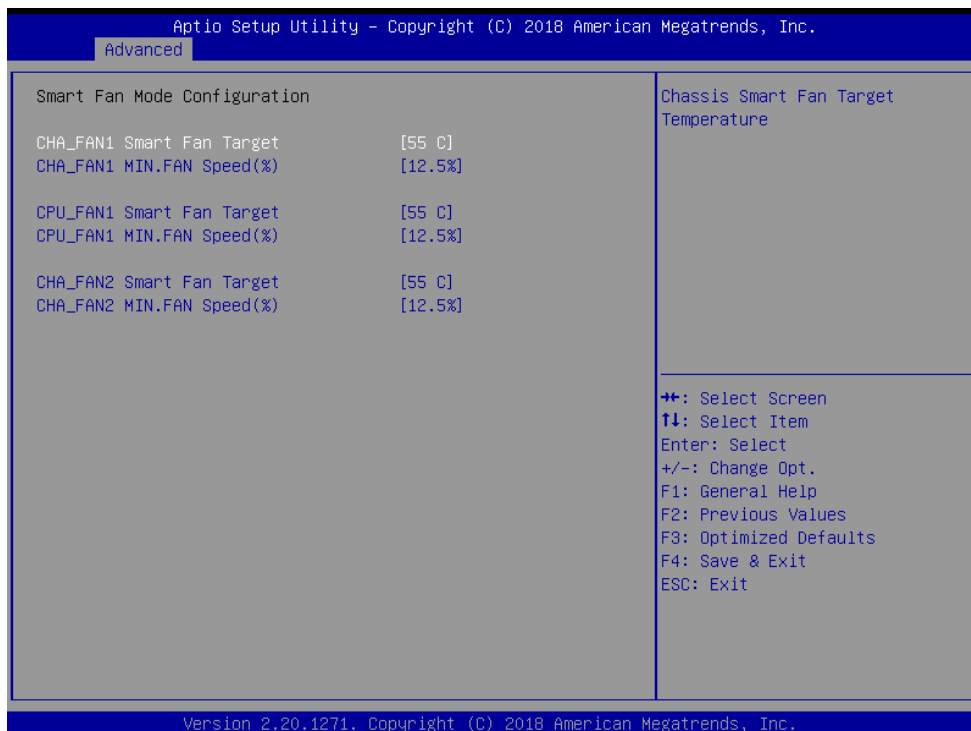 Aptio Setup Utility – Copyright (C) 2018 American Megatrends, Inc.
Advanced
Smart Fan Mode Configuration
CHA_FAN1 Smart Fan Target [55 C]
CHA_FAN1 MIN.FAN Speed(%) [12.5%]
CPU_FAN1 Smart Fan Target [55 C]
CPU_FAN1 MIN.FAN Speed(%) [12.5%]
CHA_FAN2 Smart Fan Target [55 C]
CHA_FAN2 MIN.FAN Speed(%) [12.5%]
Chassis Smart Fan Target
Temperature
→←: Select Screen
↑↓: Select Item
Enter: Select
+/-: Change Opt.
F1: General Help
F2: Previous Values
F3: Optimized Defaults
F4: Save & Exit
ESC: Exit
Version 2.20.1271. Copyright (C) 2018 American Megatrends, Inc.